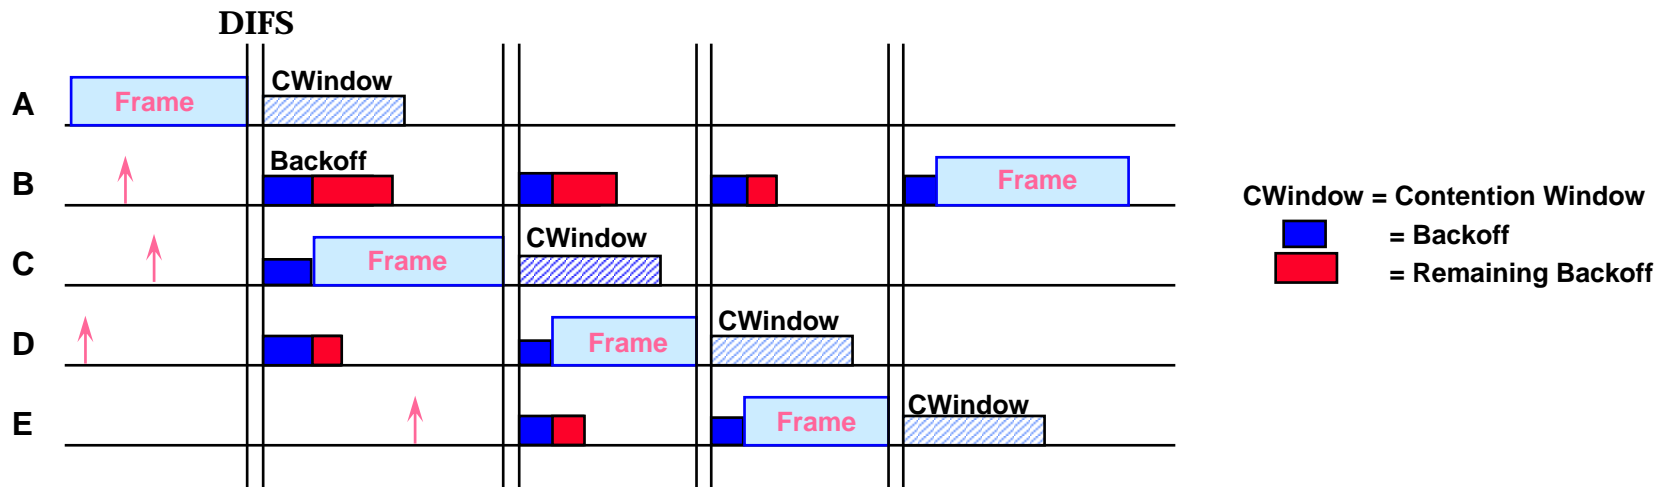 DIFS
A
Frame
CWindow
B
Backoff
Frame
CWindow = Contention Window
= Backoff
= Remaining Backoff
C
Frame
CWindow
D
Frame
CWindow
E
Frame
CWindow